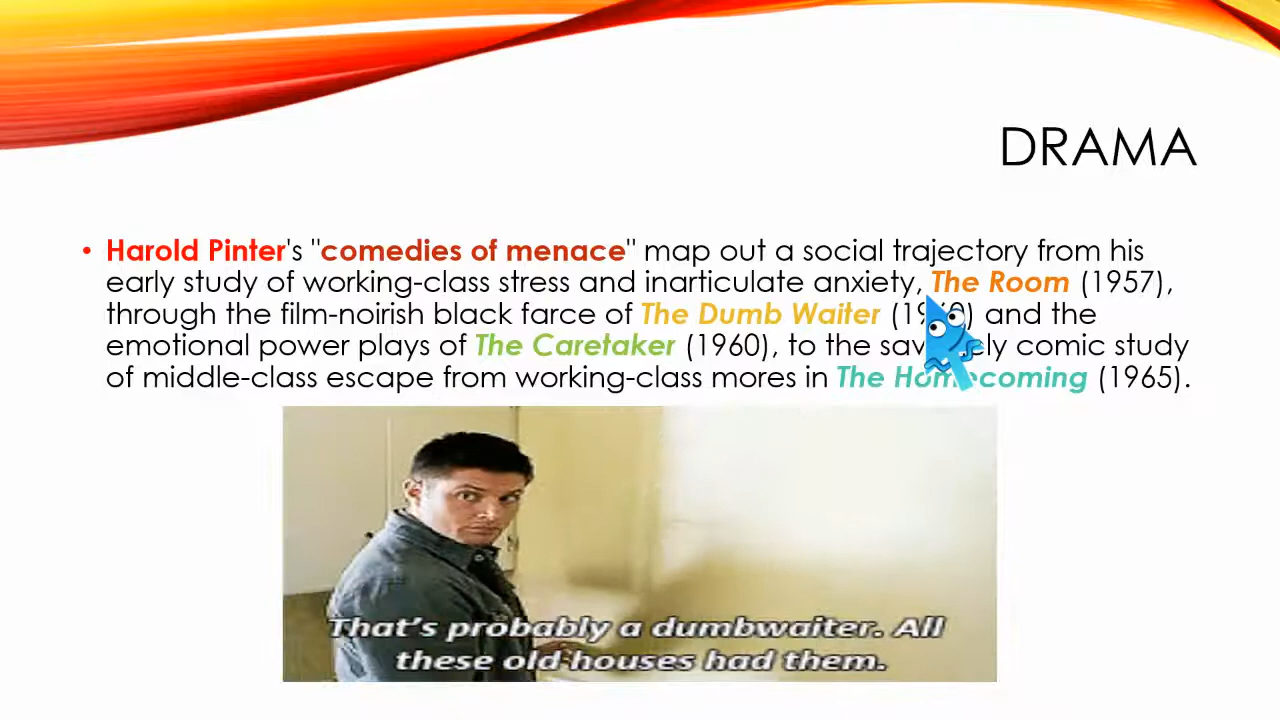 DRAMA
• Harold Pinter's "comedies of menace" map out a social trajectory from his
early study of working-class stress and inarticulate anxiety, The Room (1957),
through the film-noirish black farce of The Dumb Waiter (1960) and the
emotional power plays of The Caretaker (1960), to the savagely comic study
of middle-class escape from working-class mores in The Homecoming (1965).
That's probably a dumbwaiter. All
these old houses had them.